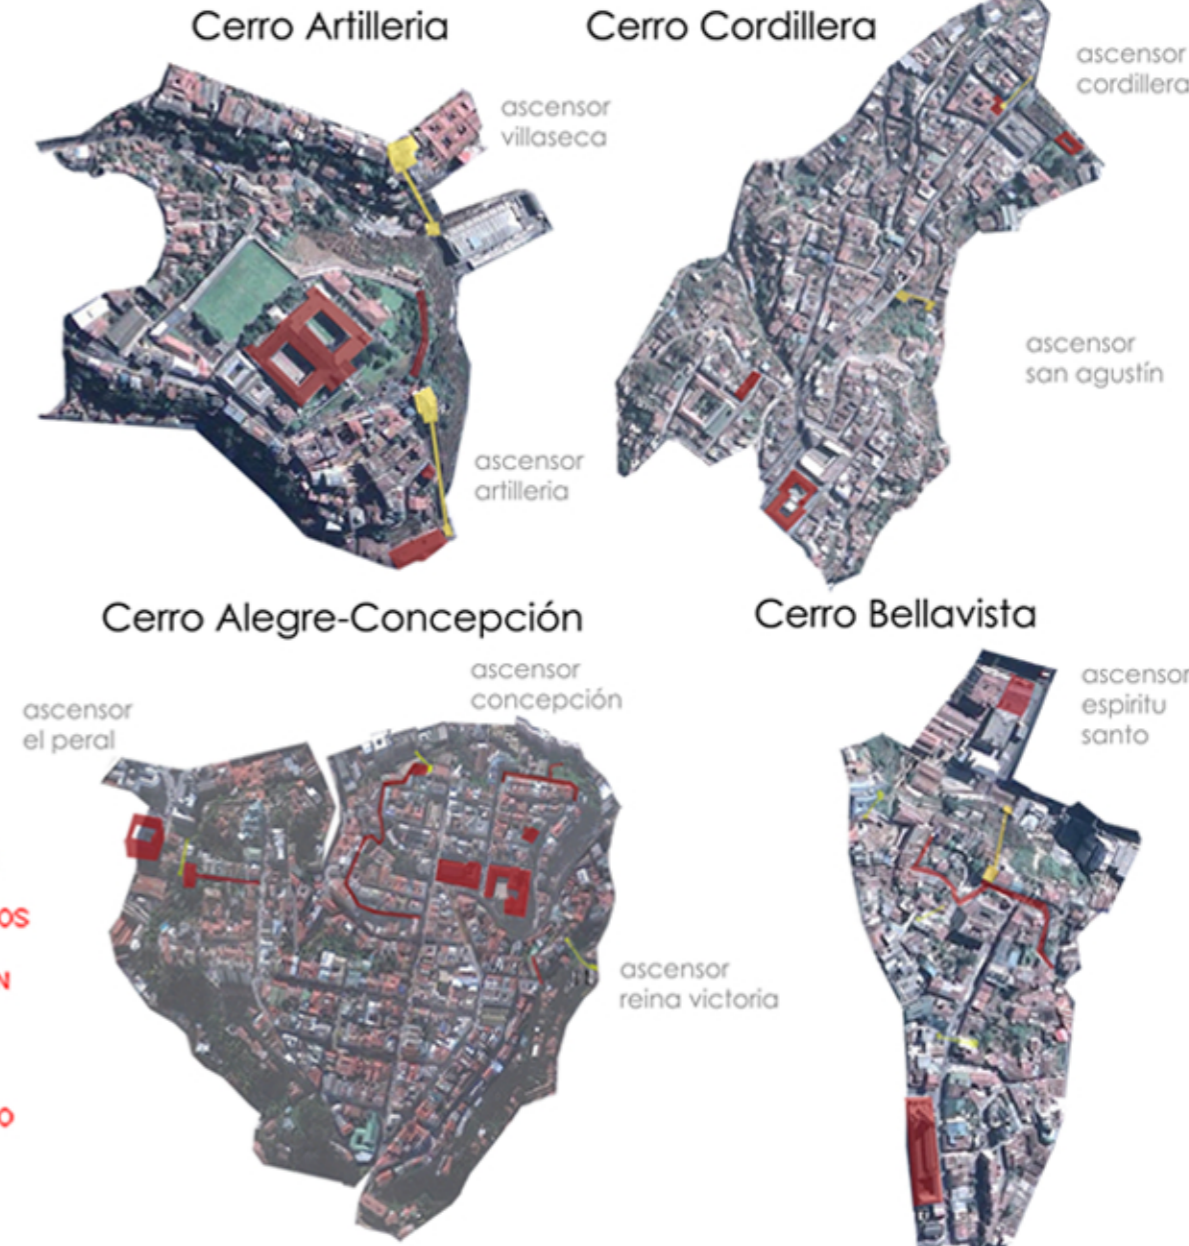 Cerro Artilleria
Cerro Cordillera
ascensor
villaseca
ascensor
cordillera
ascensor
san agustín
ascensor
artilleria
Cerro Alegre-Concepción
Cerro Bellavista
ascensor
el peral
ascensor
concepción
ascensor
espiritu
santo
ascensor
reina victoria
OS
N
O